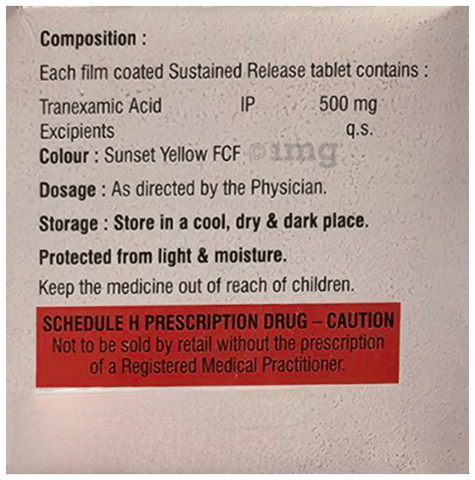 Composition :
Each film coated Sustained Release tablet contains :
Tranexamic Acid IP 500 mg
Excipients q.s.
Colour : Sunset Yellow FCF
1mg
Dosage : As directed by the Physician.
Storage : Store in a cool, dry & dark place.
Protected from light & moisture.
Keep the medicine out of reach of children.
SCHEDULE H PRESCRIPTION DRUG – CAUTION
Not to be sold by retail without the prescription
of a Registered Medical Practitioner.